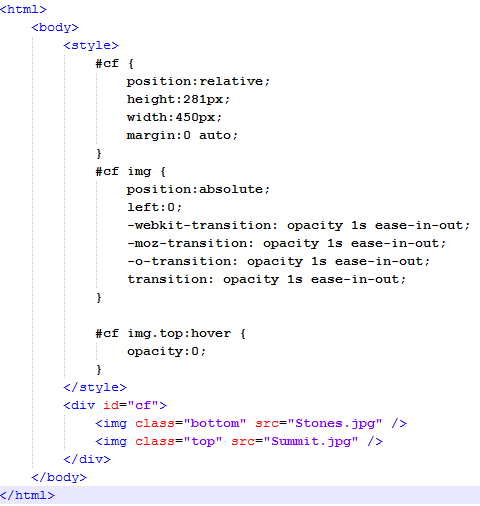 <html>
<body>
<style>
#cf {
position:relative;
height:281px;
width:450px;
margin:0 auto;
}
#cf img {
position:absolute;
left:0;
-webkit-transition: opacity 1s ease-in-out;
-moz-transition: opacity 1s ease-in-out;
-o-transition: opacity 1s ease-in-out;
transition: opacity 1s ease-in-out;
}
#cf img.top:hover {
opacity:0;
}
</style>
<div id="cf">
<img class="bottom" src="Stones.jpg" />
<img class="top" src="Summit.jpg" />
</div>
</body>
</html>